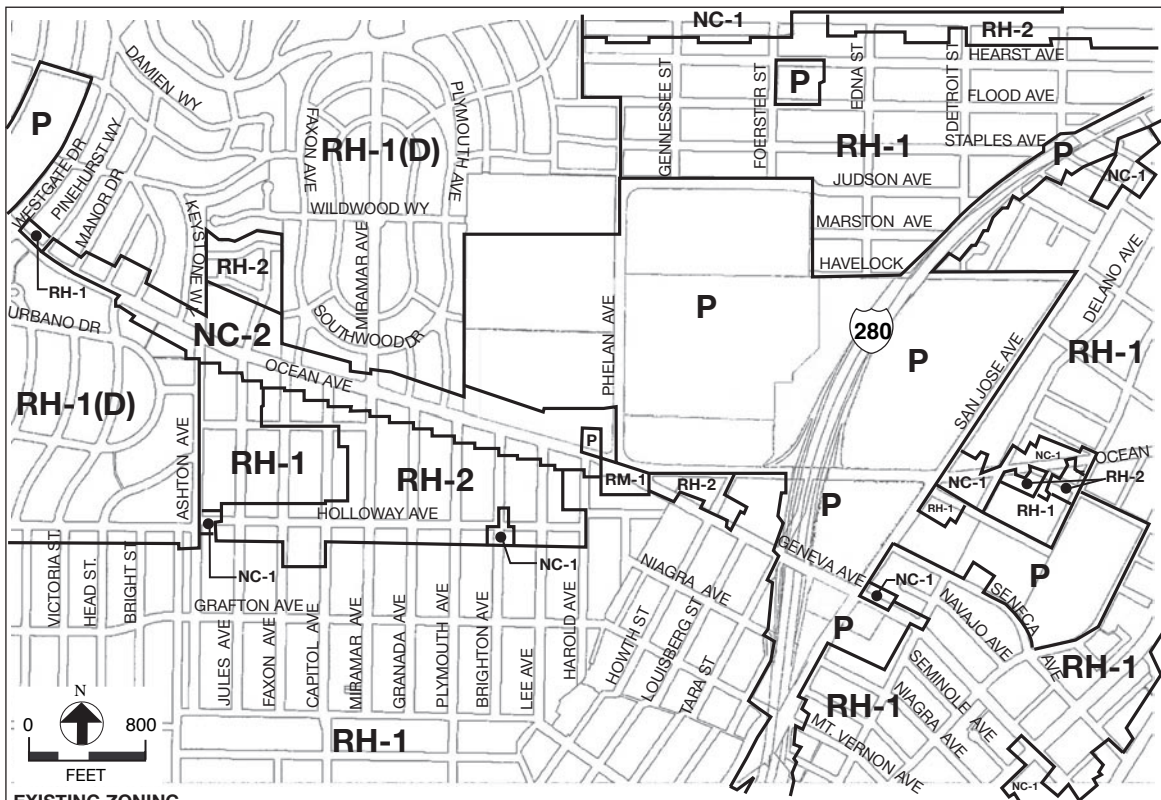 NC-1
RH-2
HEARST AVE
DAMIEN WY
PLYMOUTH AVE
GENNESSEE ST
FOERSTER ST
P
EDNA ST
DETROIT ST
FLOOD AVE
P
FAXON AVE
RH-1(D)
RH-1
STAPLES AVE
P
NC-1
WESTGATE DR
PINEHURST WY
MANOR DR
KEYSTONE W
JUDSON AVE
WILDWOOD WY
MARSTON AVE
MIRAMAR AVE
RH-2
HAVELOCK
DELANO AVE
RH-1
URBANO DR
NC-2
SOUTHWOOD DR
PHELAN AVE
P
280
P
SAN JOSE AVE
RH-1
OCEAN AVE
RH-1(D)
ASHTON AVE
RH-1
RH-2
P
RM-1
RH-2
NC-1
NC-1
OCEAN
RH-2
RH-1
RH-1
HOLLOWAY AVE
P
GENEVA AVE
NC-1
NC-1
NC-1
P
SENECA
AVE
VICTORIA ST.
HEAD ST.
BRIGHT ST.
GRAFTON AVE
NIAGRA AVE
NAVAJO AVE
P
JULES AVE
FAXON AVE
CAPITOL AVE
MIRAMAR AVE
GRANADA AVE
PLYMOUTH AVE
BRIGHTON AVE
LEE AVE
HAROLD AVE
HOWTH ST
LOUISBERG ST
TARA ST
SEMINOLE AVE
RH-1
RH-1
NIAGRA AVE
MT. VERNON AVE
N
0 800
FEET
RH-1
NC-1
EXISTING ZONING